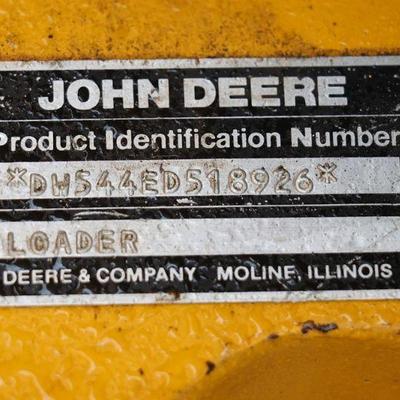 JOHN DEERE
Product Identification Number
*DW544ED518926*
LOADER
DEERE & COMPANY MOLINE, ILLINOIS